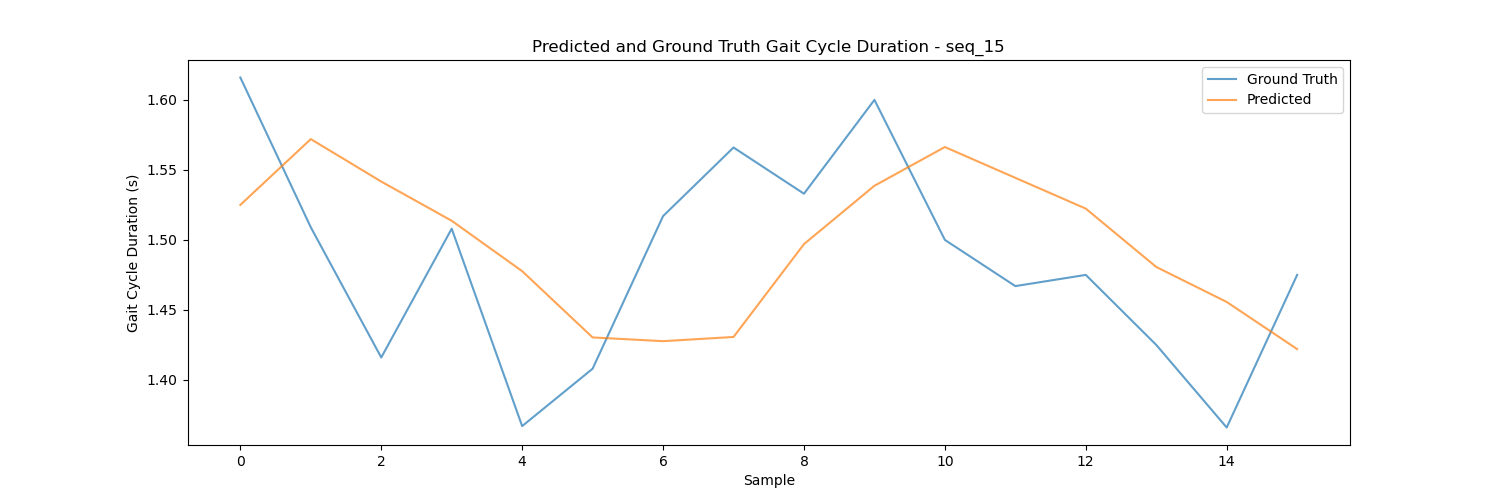 Predicted and Ground Truth Gait Cycle Duration - seq_15
Ground Truth
Predicted
Gait Cycle Duration (s)
1.60
1.55
1.50
1.45
1.40
0 2 4 6 8 10 12 14
Sample